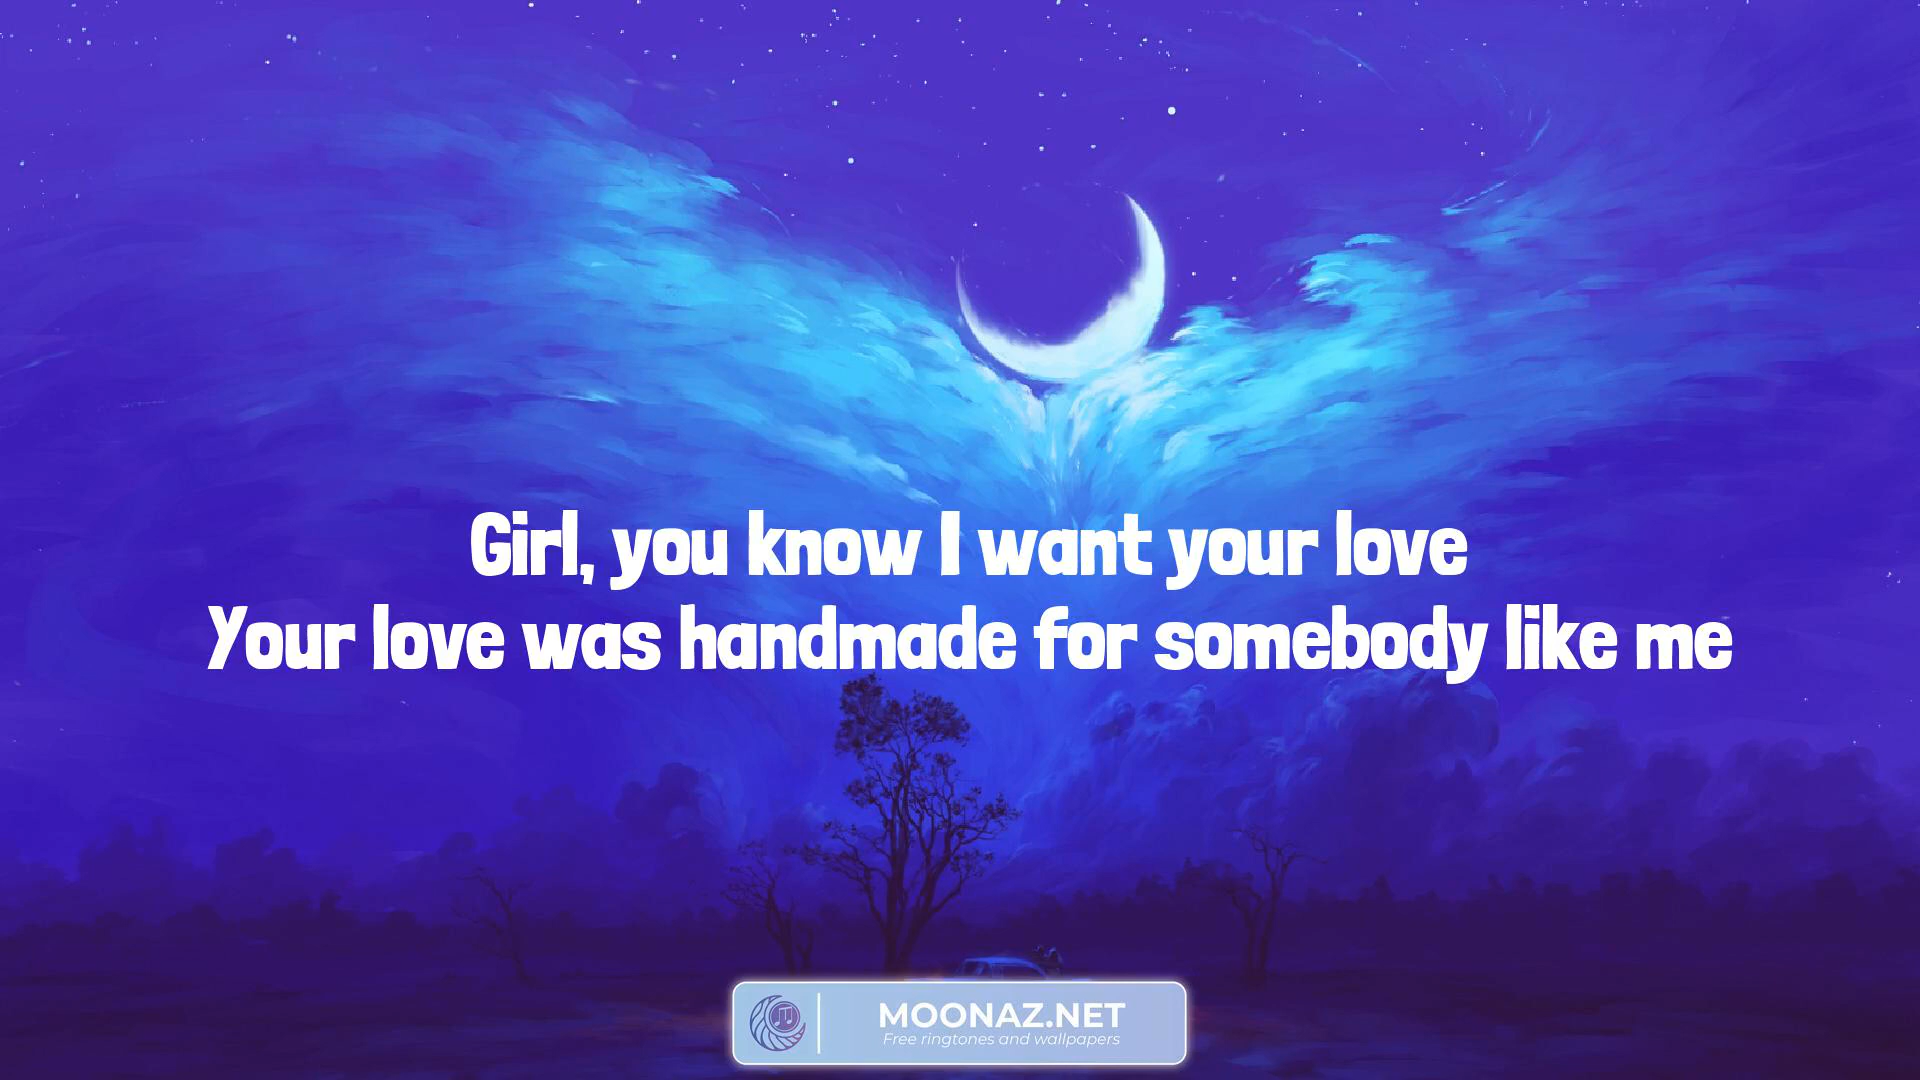 Girl, you know I want your love
Your love was handmade for somebody like me
MOONAZ.NET
Free ringtones and wallpapers